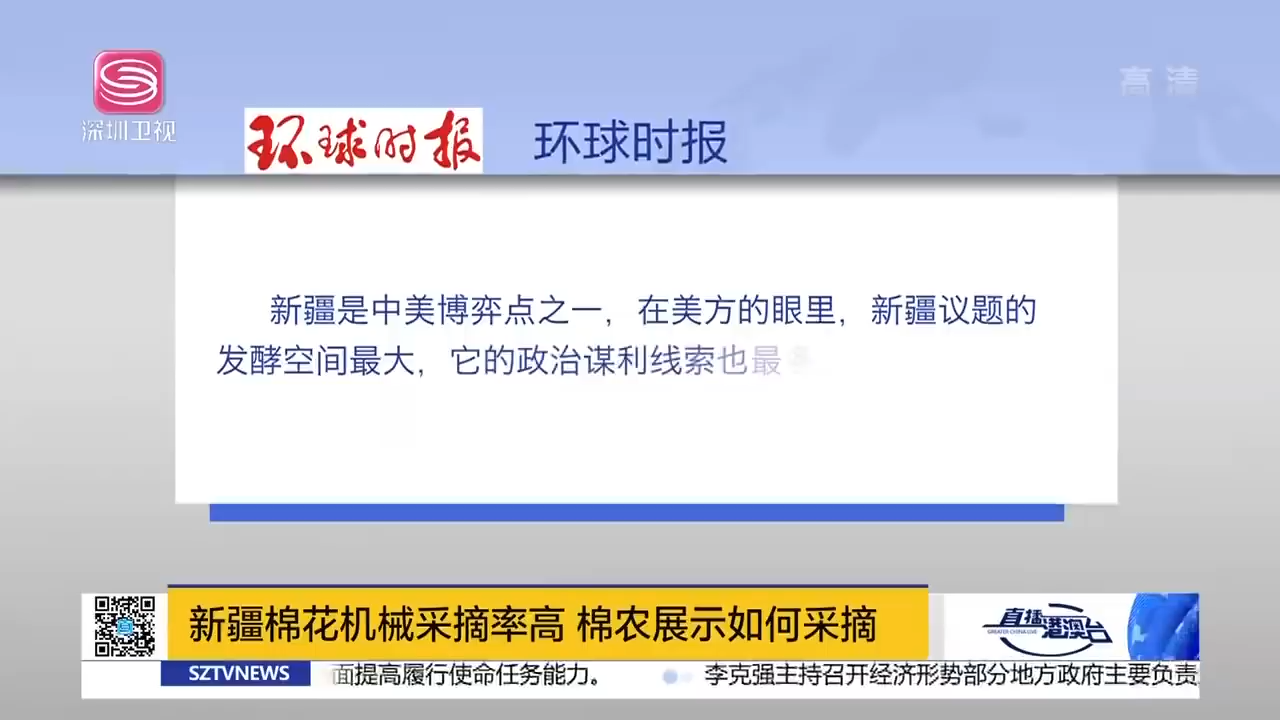 深圳卫视
高清
环球时报
环球时报
新疆是中美博弈点之一，在美方的眼里，新疆议题的
发酵空间最大，它的政治谋利线索也最
新疆棉花机械采摘率高 棉农展示如何采摘
直播港澳台
GREATER CHINA LIVE
SZTVNEWS
面提高履行使命任务能力。
李克强主持召开经济形势部分地方政府主要负责